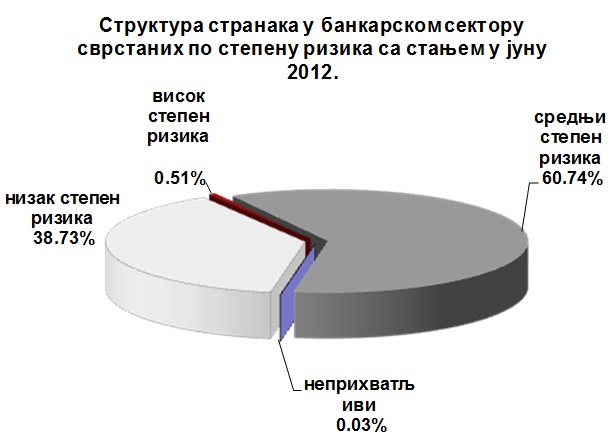 Структура странака у банкарском сектору
сврстаних по степену ризика са стањем у јуну
2012.
висок
степен
ризика
0.51%
средњи
степен
ризика
60.74%
низак степен
ризика
38.73%
неприхватљ
иви
0.03%